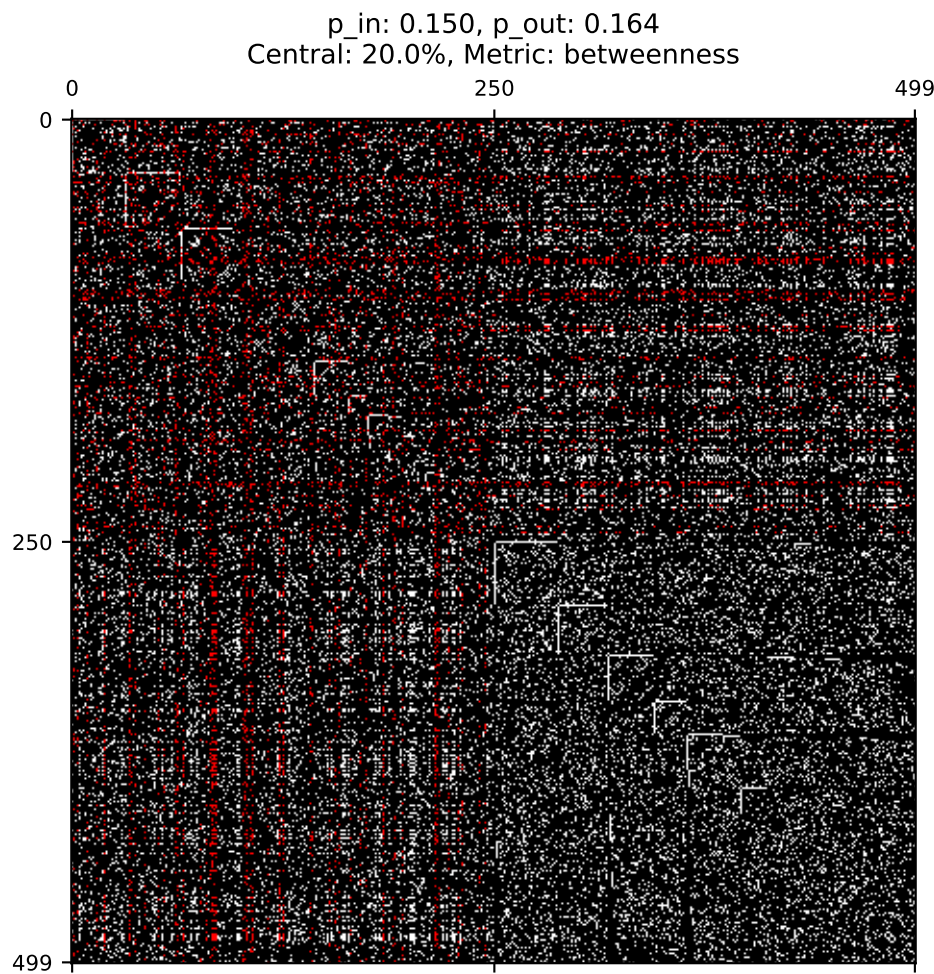 p_in: 0.150, p_out: 0.164
Central: 20.0%, Metric: betweenness
0 250 499
0
250
499